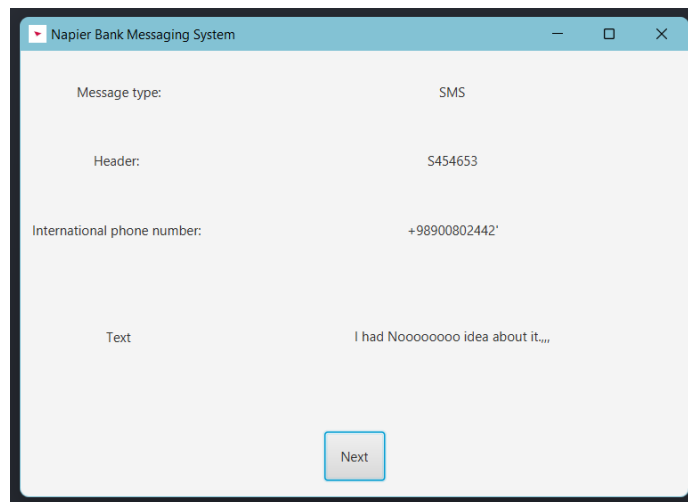 Napier Bank Messaging System
Message type: SMS
Header: S454653
International phone number: +98900802442'
Text I had Noooooooo idea about it.,,,
Next